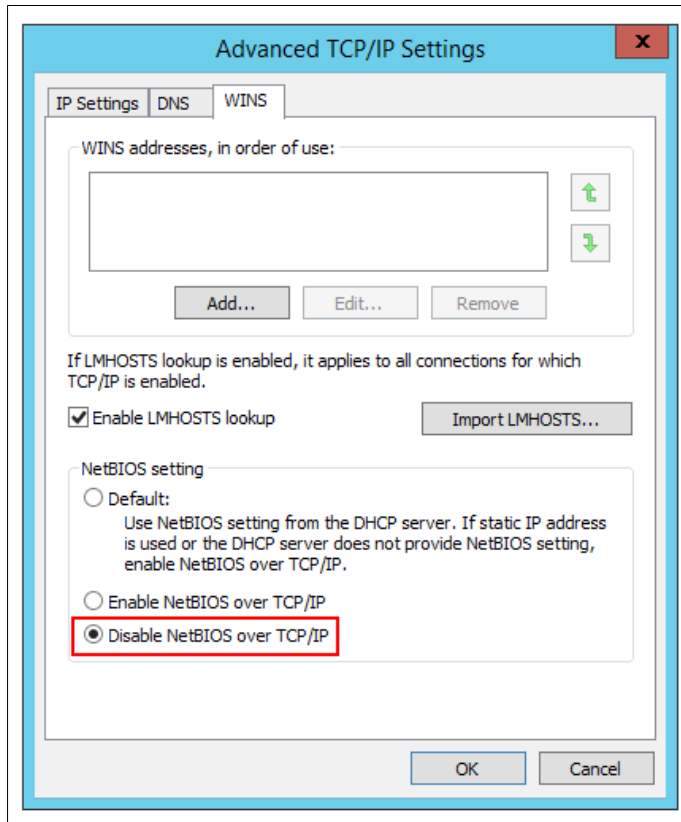 Advanced TCP/IP Settings
x
IP Settings DNS WINS
WINS addresses, in order of use:
Add... Edit... Remove
If LMHOSTS lookup is enabled, it applies to all connections for which
TCP/IP is enabled.
Enable LMHOSTS lookup Import LMHOSTS...
NetBIOS setting
Default:
Use NetBIOS setting from the DHCP server. If static IP address
is used or the DHCP server does not provide NetBIOS setting,
enable NetBIOS over TCP/IP.
Enable NetBIOS over TCP/IP
Disable NetBIOS over TCP/IP
OK Cancel